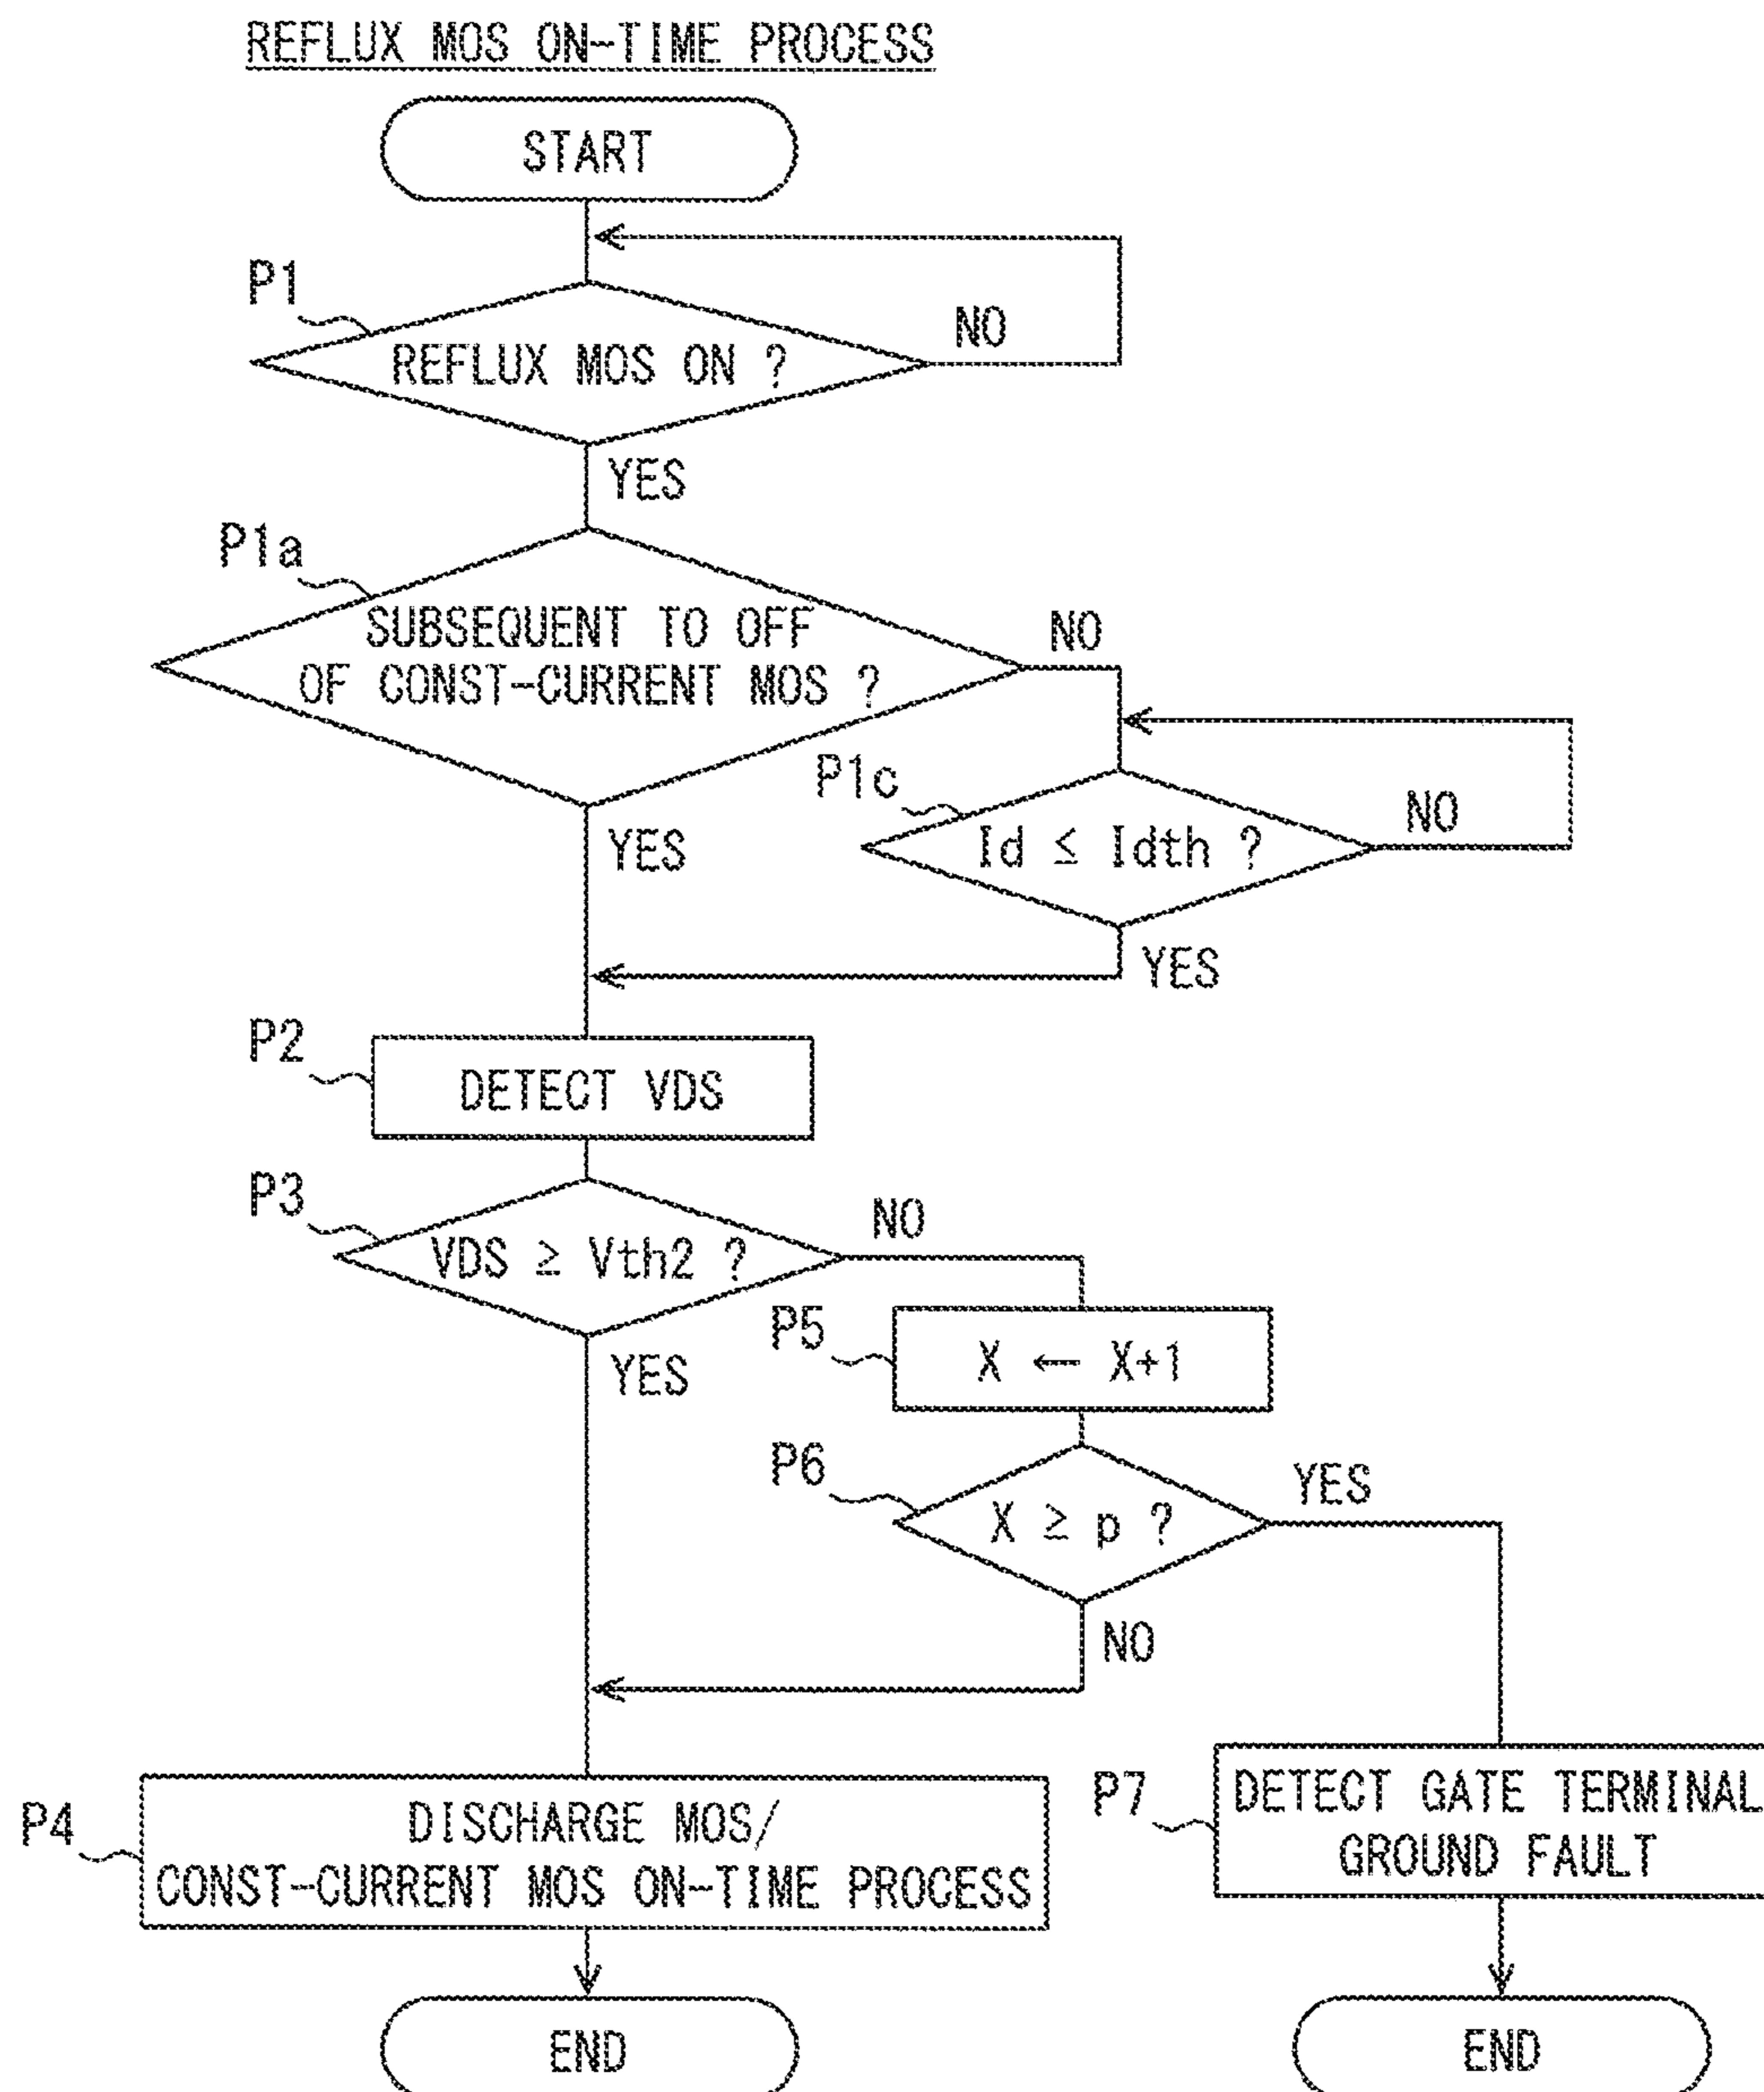 REFLUX MOS ON-TIME PROCESS
START
P1
REFLUX MOS ON ?
NO
YES
P1a
SUBSEQUENT TO OFF
OF CONST-CURRENT MOS ?
NO
YES
P1c
Id ≤ Idth ?
NO
YES
P2
DETECT VDS
P3
VDS ≥ Vth2 ?
NO
YES
P5
X ← X+1
P6
X ≥ p ?
YES
NO
P4
DISCHARGE MOS/
CONST-CURRENT MOS ON-TIME PROCESS
P7
DETECT GATE TERMINAL
GROUND FAULT
END
END